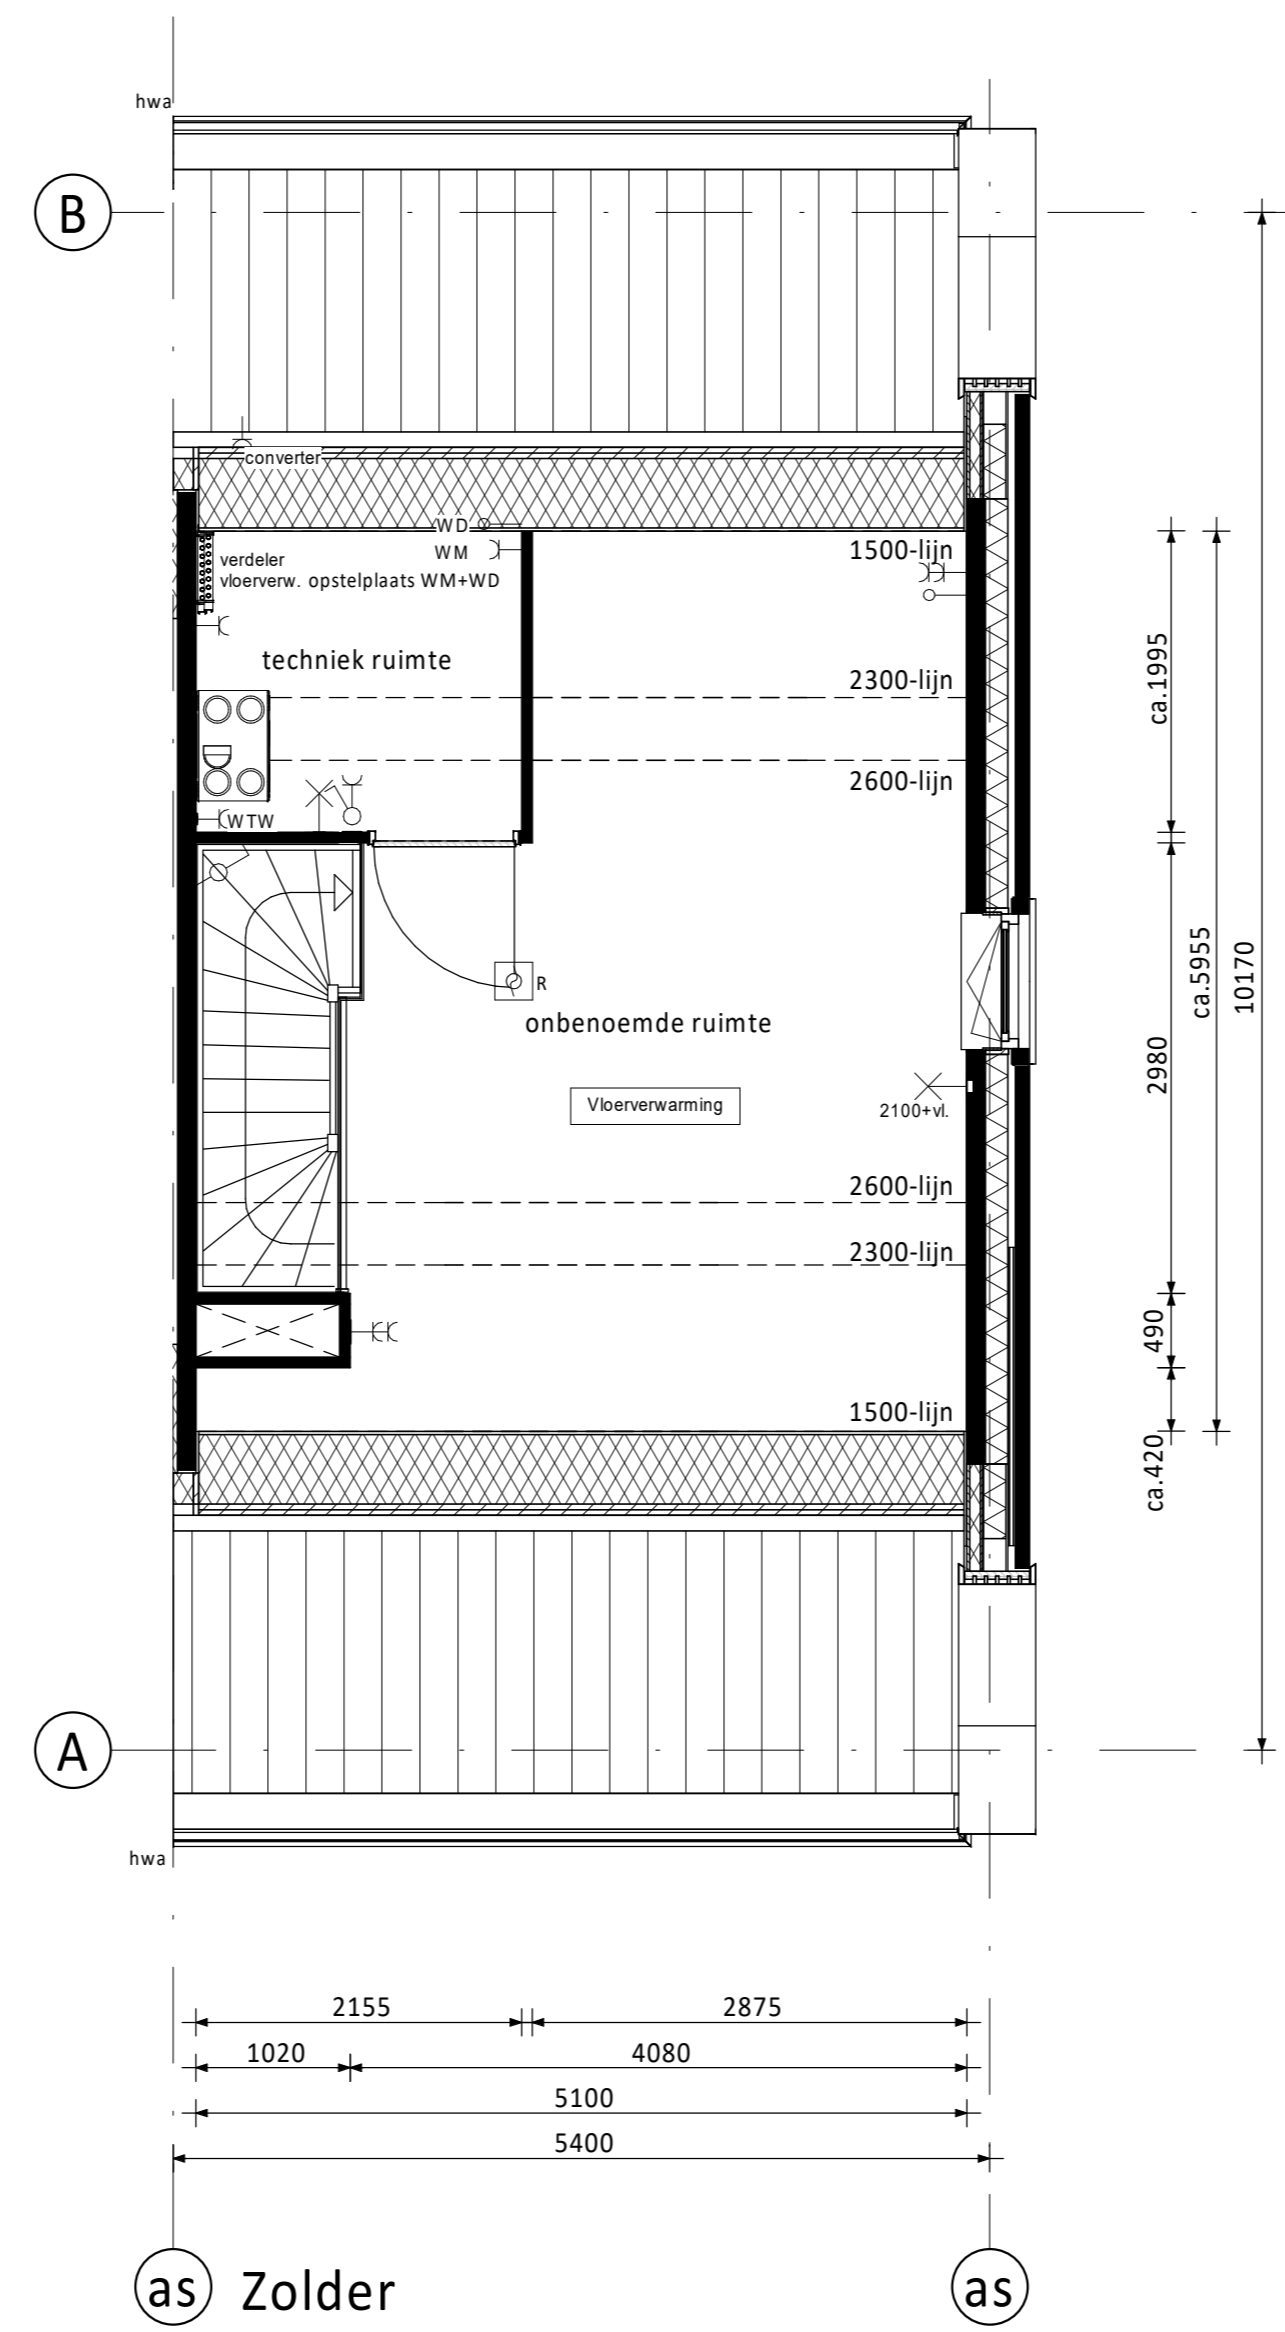 hwa
B
converter
WD
WM
1500-lijn
verdeler
vloerverw. opstelplaats WM+WD
techniek ruimte
2300-lijn
2600-lijn
WTW
ca.1995
R
onbenoemde ruimte
ca.5955
10170
2980
Vloerverwarming
2100+vl.
2600-lijn
2300-lijn
490
1500-lijn
ca.420
A
hwa
2155
2875
1020
4080
5100
5400
as
Zolder
as